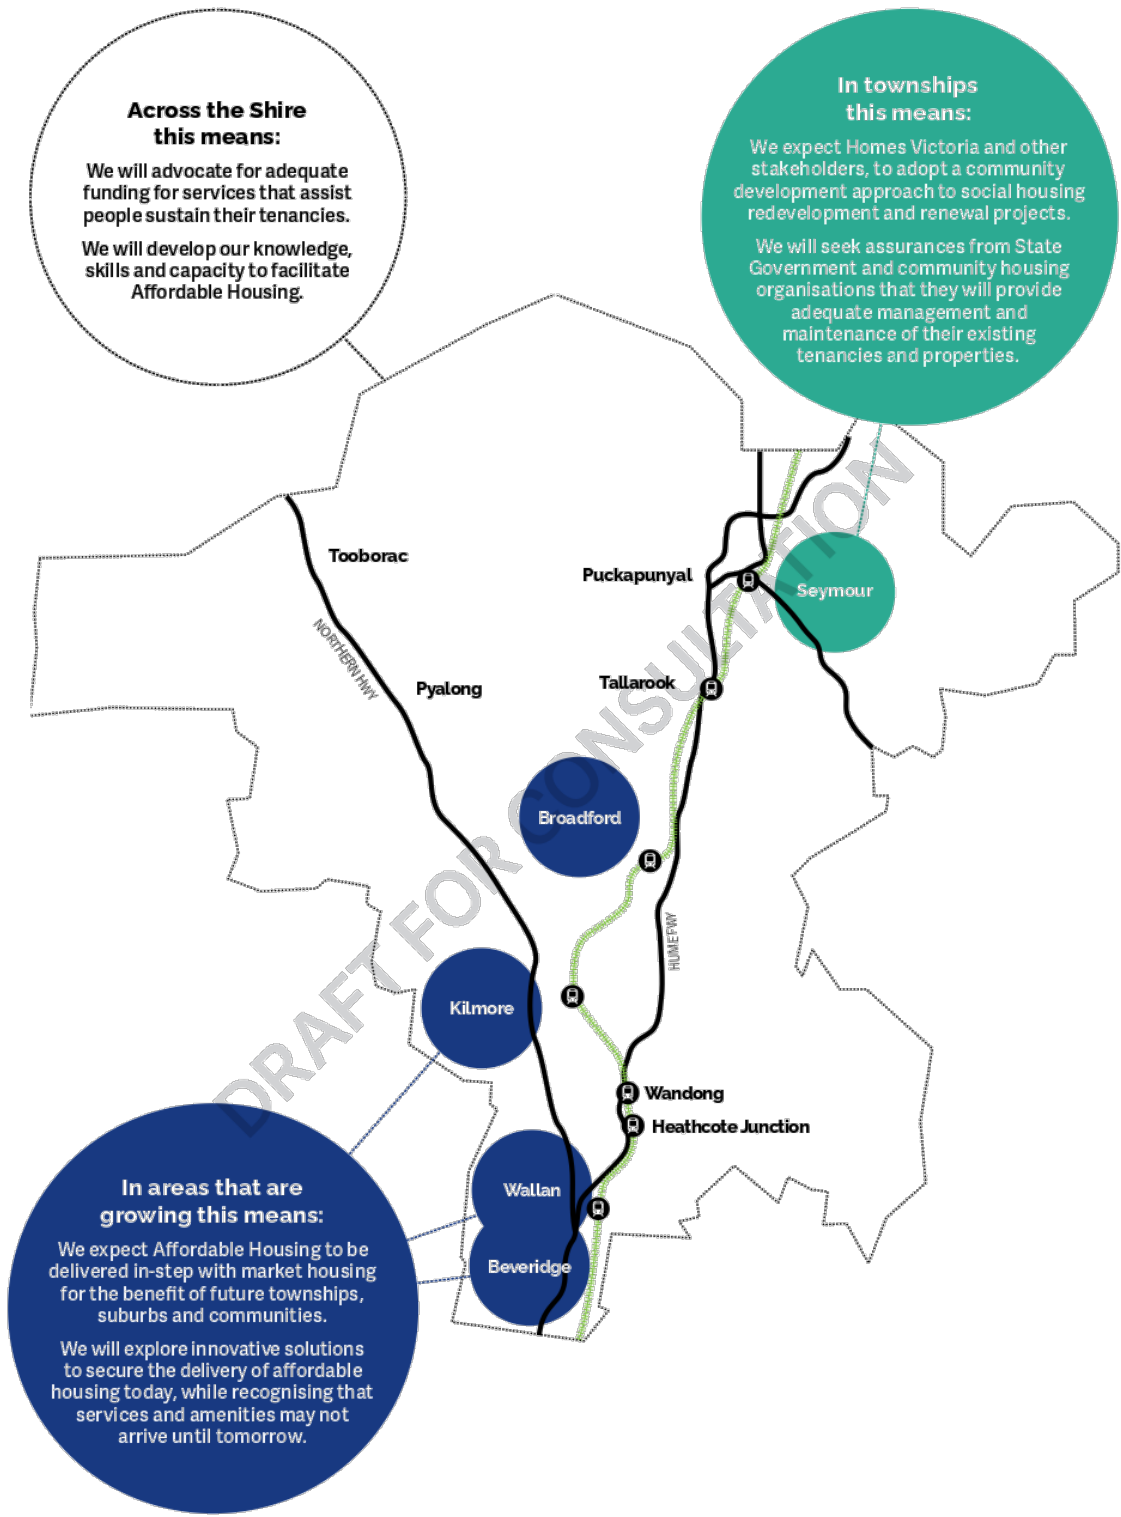 Across the Shire
this means:
We will advocate for adequate
funding for services that assist
people sustain their tenancies.
We will develop our knowledge,
skills and capacity to facilitate
Affordable Housing.
In townships
this means:
We expect Homes Victoria and other
stakeholders, to adopt a community
development approach to social housing
redevelopment and renewal projects.
We will seek assurances from State
Government and community housing
organisations that they will provide
adequate management and
maintenance of their existing
tenancies and properties.
Tooborac
Puckapunyal
Seymour
NORTHERN HWY
Pyalong
Tallarook
Broadford
HUME FWY
Kilmore
Wandong
Heathcote Junction
Wallan
Beveridge
In areas that are
growing this means:
We expect Affordable Housing to be
delivered in-step with market housing
for the benefit of future townships,
suburbs and communities.
We will explore innovative solutions
to secure the delivery of affordable
housing today, while recognising that
services and amenities may not
arrive until tomorrow.
DRAFT FOR CONSULTATION